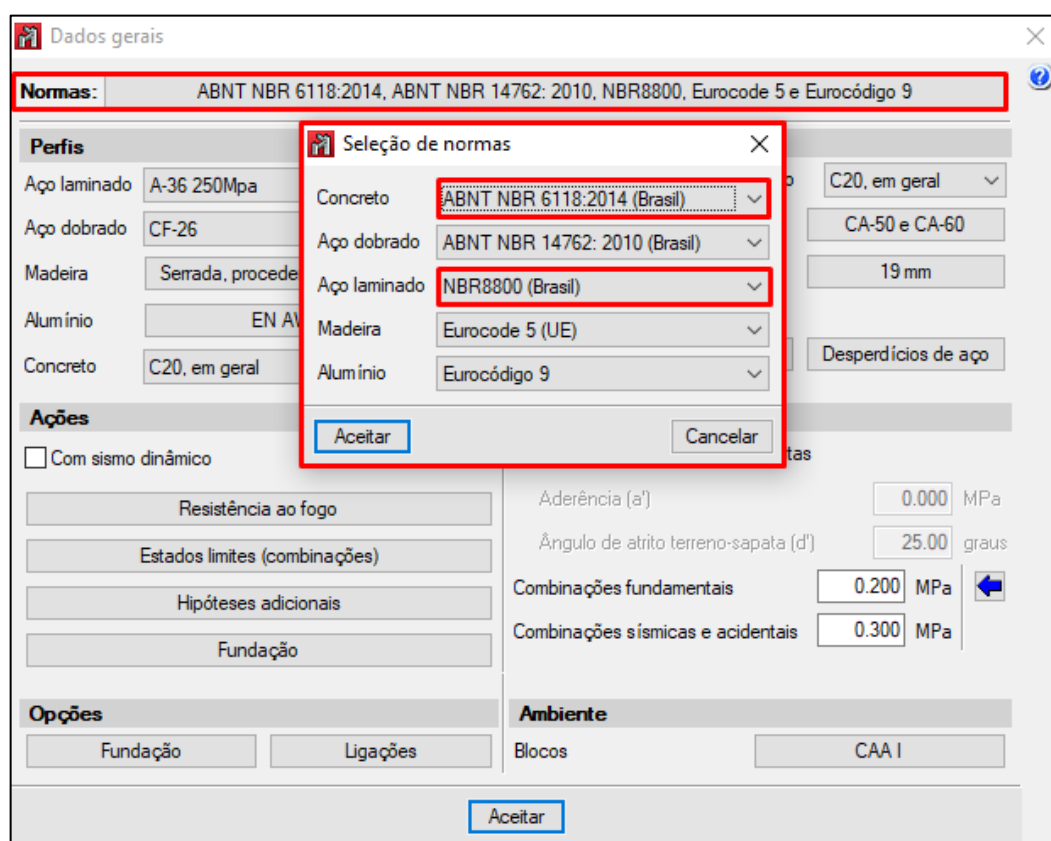 Dados gerais
Normas: ABNT NBR 6118:2014, ABNT NBR 14762: 2010, NBR8800, Eurocode 5 e Eurocódigo 9
Perfis
Aço laminado A-36 250Mpa
Aço dobrado CF-26
Madeira Serrada, procede
Alumínio EN AW
Concreto C20, em geral
Seleção de normas
Concreto ABNT NBR 6118:2014 (Brasil)
Aço dobrado ABNT NBR 14762: 2010 (Brasil)
Aço laminado NBR8800 (Brasil)
Madeira Eurocode 5 (UE)
Alumínio Eurocódigo 9
Aceitar Cancelar
C20, em geral
CA-50 e CA-60
19 mm
Desperdícios de aço
Ações
Com sismo dinâmico
Resistência ao fogo
Estados limites (combinações)
Hipóteses adicionais
Fundação
tas
Aderência (a') 0.000 MPa
Ângulo de atrito terreno-sapata (d') 25.00 graus
Combinações fundamentais 0.200 MPa
Combinações sísmicas e acidentais 0.300 MPa
Opções
Fundação Ligações
Ambiente
Blocos CAA I
Aceitar